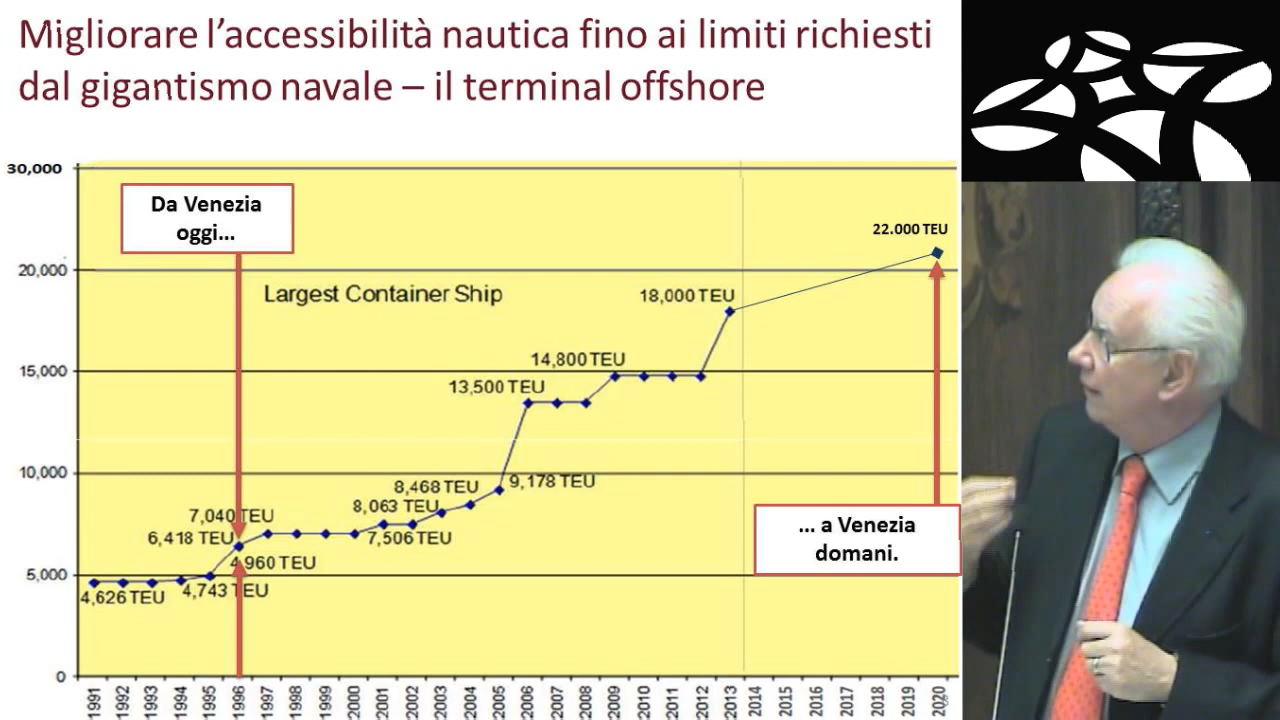 Migliorare l’accessibilità nautica fino ai limiti richiesti
dal gigantismo navale – il terminal offshore
30,000
Da Venezia
oggi...
22.000 TEU
20,000
Largest Container Ship
18,000 TEU
14,800 TEU
15,000
13,500 TEU
10,000
9,178 TEU
8,468 TEU
8,063 TEU
7,040 TEU
6,418 TEU
7,506 TEU
... a Venezia
domani.
4,960 TEU
5,000
4,743 TEU
4,626 TEU
0
1991 1992 1993 1994 1995 1996 1997 1998 1999 2000 2001 2002 2003 2004 2005 2006 2007 2008 2009 2010 2011 2012 2013 2014 2015 2016 2017 2018 2019 2020